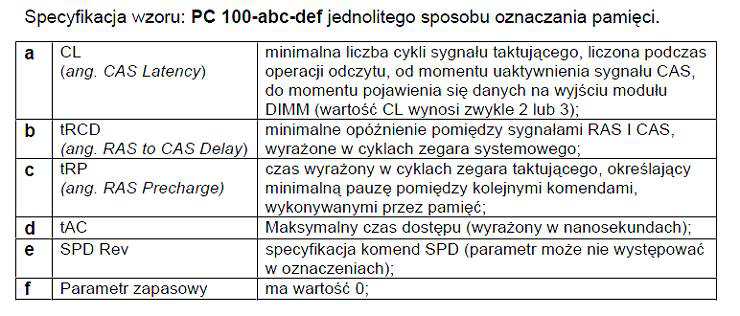 Specyfikacja wzoru: PC 100-abc-def jednolitego sposobu oznaczania pamięci.
a CL minimalna liczba cykli sygnału taktującego, liczona podczas
(ang. CAS Latency) operacji odczytu, od momentu uaktywnienia sygnału CAS,
do momentu pojawienia się danych na wyjściu modułu
DIMM (wartość CL wynosi zwykle 2 lub 3);
b tRCD minimalne opóźnienie pomiędzy sygnałami RAS I CAS,
(ang. RAS to CAS Delay) wyrażone w cyklach zegara systemowego;
c tRP czas wyrażony w cyklach zegara taktującego, określający
(ang. RAS Precharge) minimalną pauzę pomiędzy kolejnymi komendami,
wykonywanymi przez pamięć;
d tAC Maksymalny czas dostępu (wyrażony w nanosekundach);
e SPD Rev specyfikacja komend SPD (parametr może nie występować
w oznaczeniach);
f Parametr zapasowy ma wartość 0;